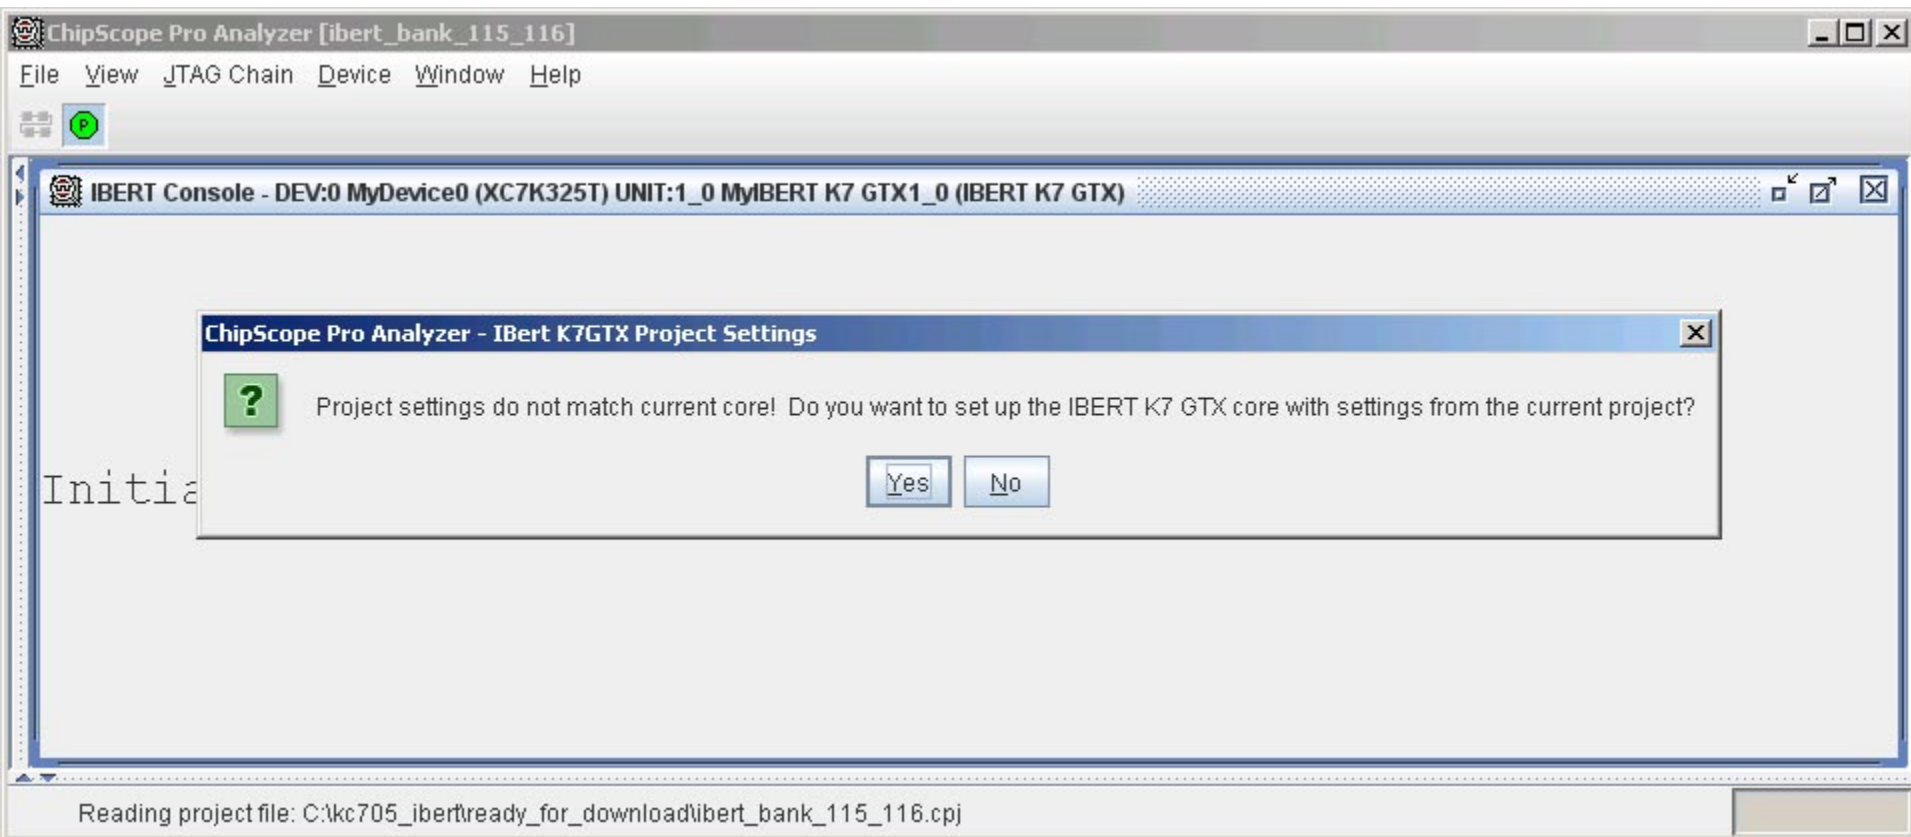 ChipScope Pro Analyzer [ibert_bank_115_116]
File View JTAG Chain Device Window Help
P
IBERT Console - DEV:0 MyDevice0 (XC7K325T) UNIT:1_0 MyIBERT K7 GTX1_0 (IBERT K7 GTX)
ChipScope Pro Analyzer - IBert K7GTX Project Settings
? Project settings do not match current core! Do you want to set up the IBERT K7 GTX core with settings from the current project?
Initia
Yes No
Reading project file: C:\kc705_ibert\ready_for_download\ibert_bank_115_116.cpj